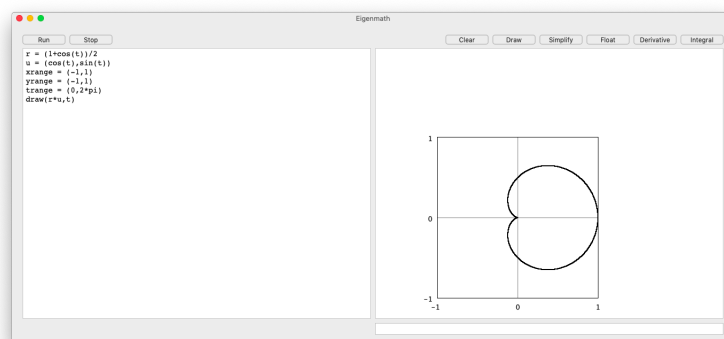 Eigenmath
Run Stop Clear Draw Simplify Float Derivative Integral
r = (1+cos(t))/2
u = (cos(t),sin(t))
xrange = (-1,1)
yrange = (-1,1)
trange = (0,2*pi)
draw(r*u,t)
1
0
-1
-1 0 1